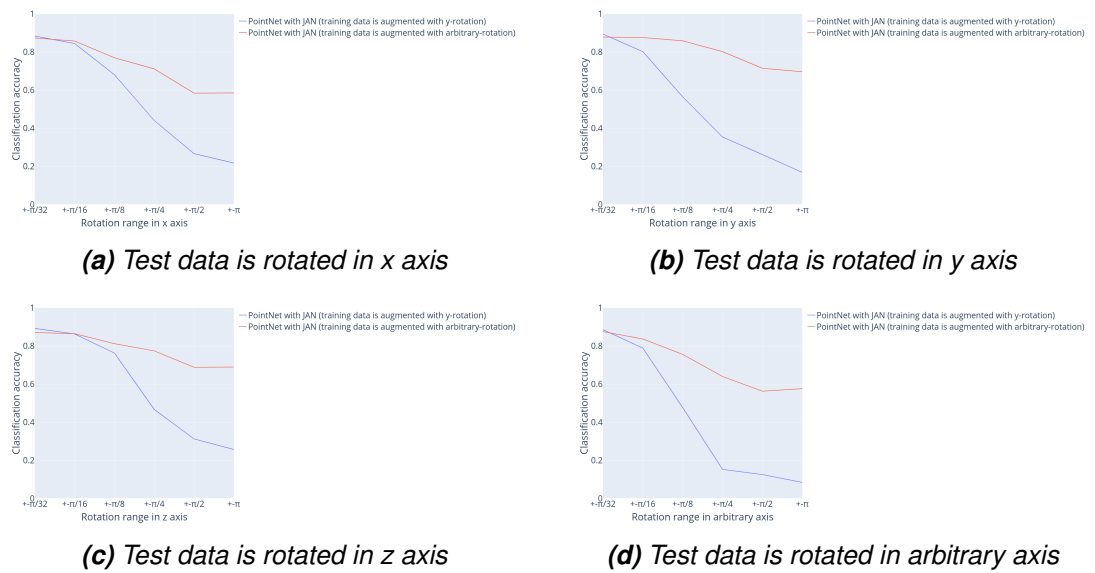 1
0.8
0.6
0.4
0.2
0
Classification accuracy
+-π/32 +-π/16 +-π/8 +-π/4 +-π/2 +-π
Rotation range in x axis
PointNet with JAN (training data is augmented with y-rotation)
PointNet with JAN (training data is augmented with arbitrary-rotation)
(a) Test data is rotated in x axis
1
0.8
0.6
0.4
0.2
0
Classification accuracy
+-π/32 +-π/16 +-π/8 +-π/4 +-π/2 +-π
Rotation range in y axis
PointNet with JAN (training data is augmented with y-rotation)
PointNet with JAN (training data is augmented with arbitrary-rotation)
(b) Test data is rotated in y axis
1
0.8
0.6
0.4
0.2
0
Classification accuracy
+-π/32 +-π/16 +-π/8 +-π/4 +-π/2 +-π
Rotation range in z axis
PointNet with JAN (training data is augmented with y-rotation)
PointNet with JAN (training data is augmented with arbitrary-rotation)
(c) Test data is rotated in z axis
1
0.8
0.6
0.4
0.2
0
Classification accuracy
+-π/32 +-π/16 +-π/8 +-π/4 +-π/2 +-π
Rotation range in arbitrary axis
PointNet with JAN (training data is augmented with y-rotation)
PointNet with JAN (training data is augmented with arbitrary-rotation)
(d) Test data is rotated in arbitrary axis